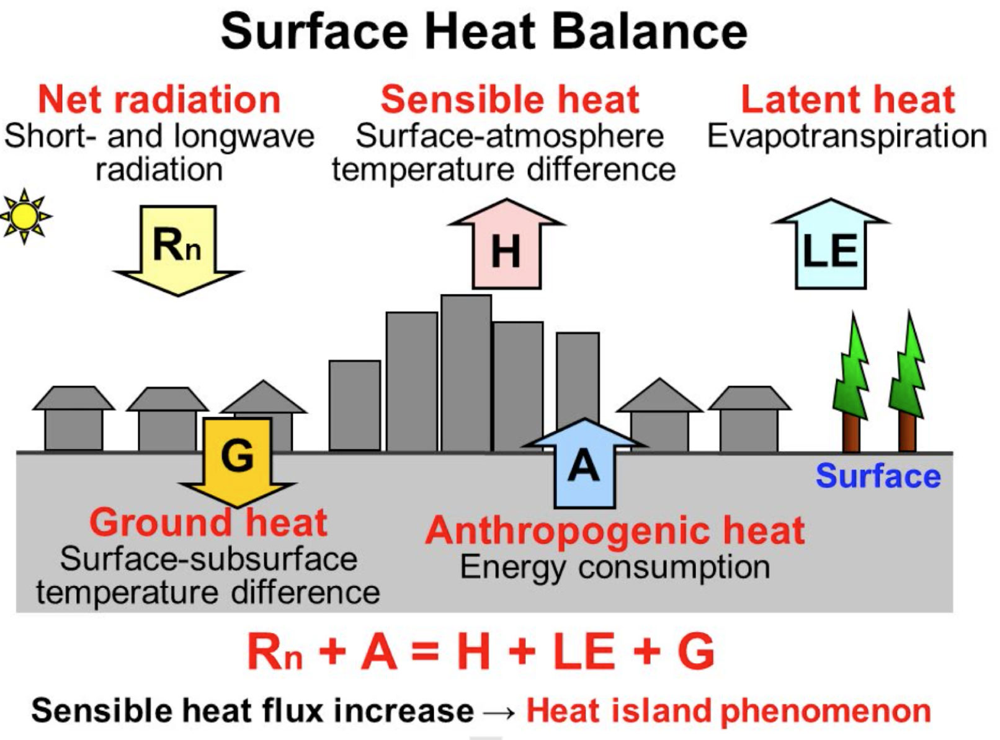 Surface Heat Balance
Net radiation
Short- and longwave
radiation
Sensible heat
Surface-atmosphere
temperature difference
Latent heat
Evapotranspiration
Rn
H
LE
G
A
Surface
Ground heat
Surface-subsurface
temperature difference
Anthropogenic heat
Energy consumption
Rn + A = H + LE + G
Sensible heat flux increase → Heat island phenomenon